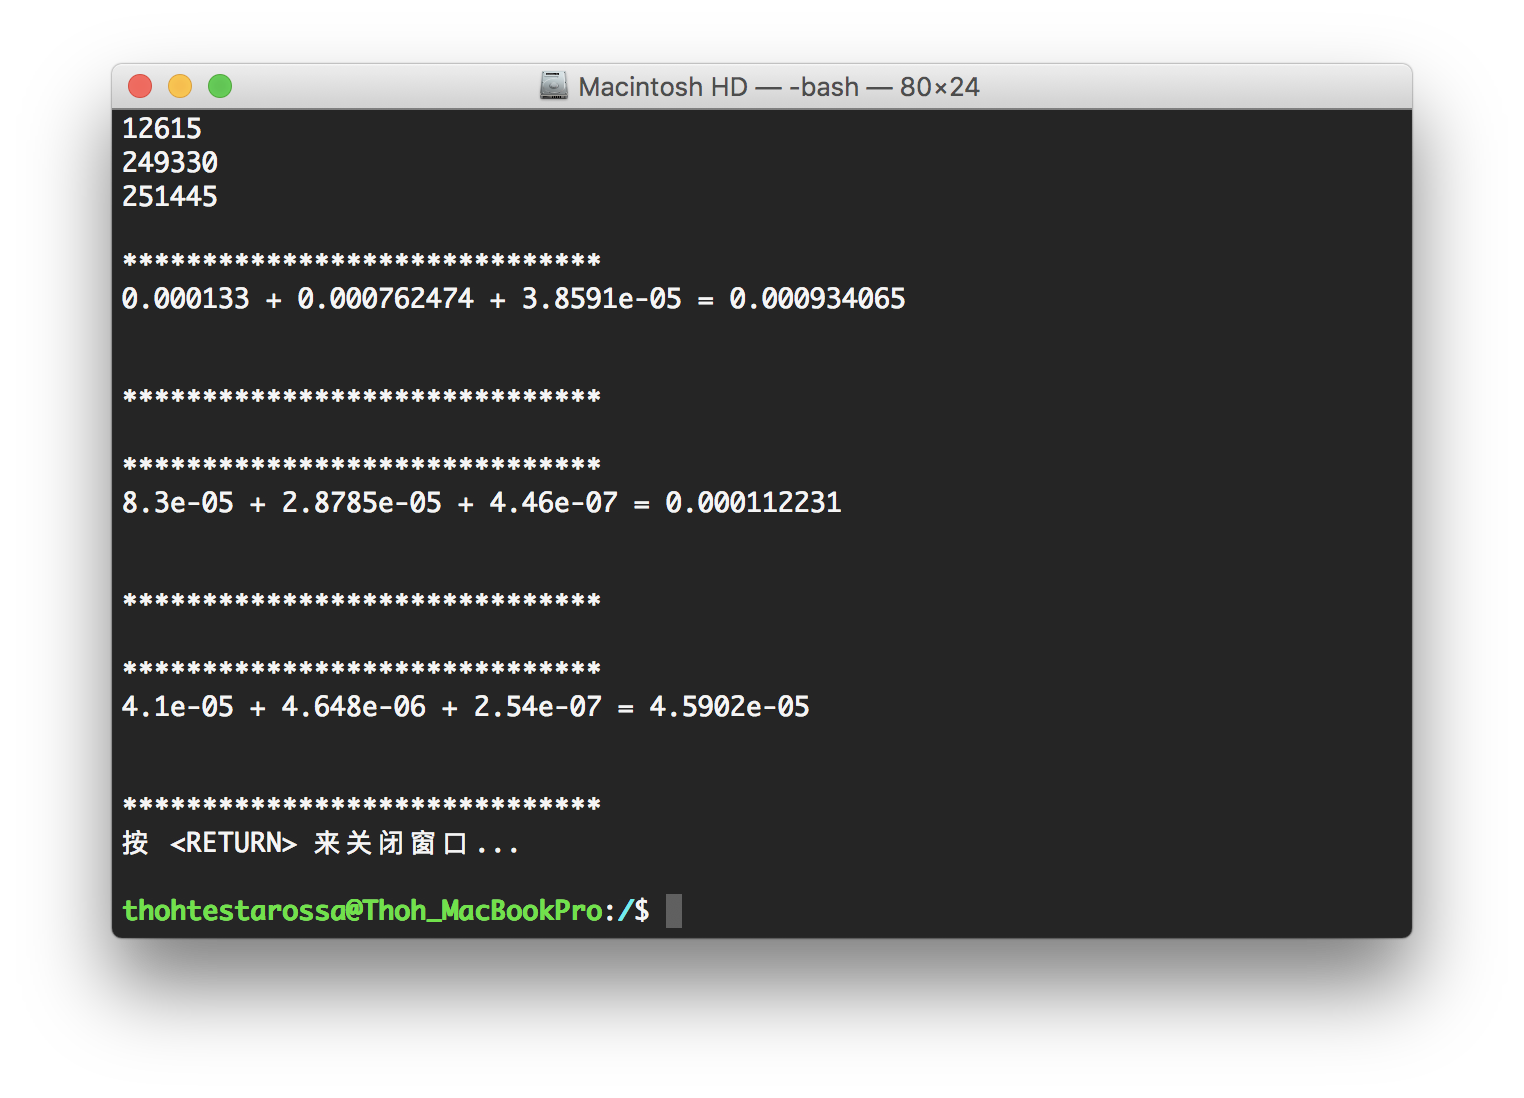 Macintosh HD — -bash — 80×24
12615
249330
251445
******************************
0.000133 + 0.000762474 + 3.8591e-05 = 0.000934065
******************************
******************************
8.3e-05 + 2.8785e-05 + 4.46e-07 = 0.000112231
******************************
******************************
4.1e-05 + 4.648e-06 + 2.54e-07 = 4.5902e-05
******************************
按 <RETURN> 来关闭窗口...
thohtestarossa@Thoh_MacBookPro:/$